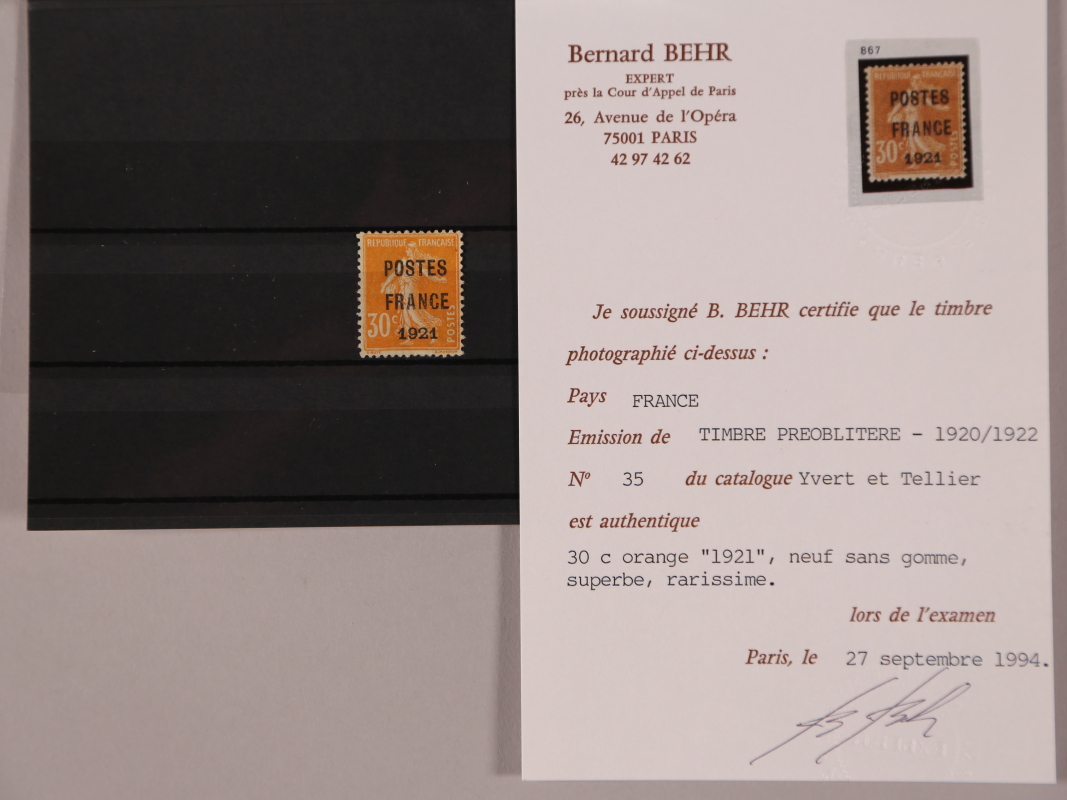 REPUBLIQUE FRANÇAISE
POSTES
FRANCE
30c
1921
POSTES
Bernard BEHR
EXPERT
près la Cour d'Appel de Paris
26, Avenue de l'Opéra
75001 PARIS
42 97 42 62
867
POSTES
FRANCE
30c
1921
POSTES
Je soussigné B. BEHR certifie que le timbre
photographié ci-dessus :
Pays FRANCE
Emission de TIMBRE PREOBLITERE - 1920/1922
Nº 35 du catalogue Yvert et Tellier
est authentique
30 c orange "1921", neuf sans gomme,
superbe, rarissime.
lors de l'examen
Paris, le 27 septembre 1994.